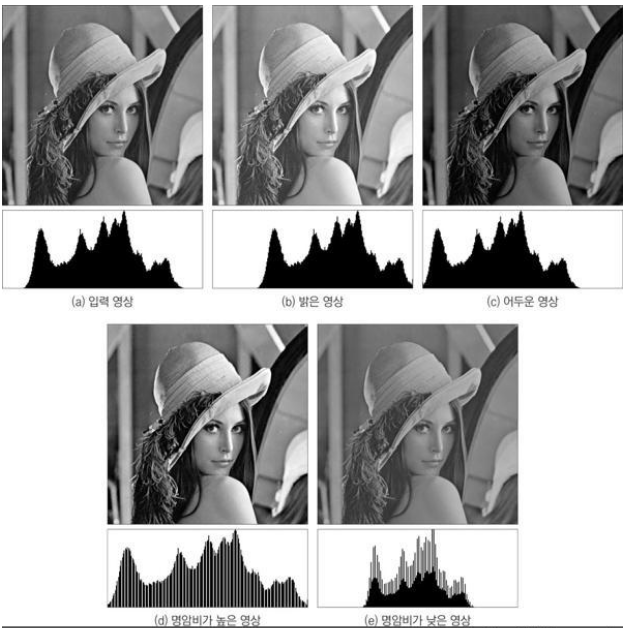 (a) 입력 영상
(b) 밝은 영상
(c) 어두운 영상
(d) 명암비가 높은 영상
(e) 명암비가 낮은 영상